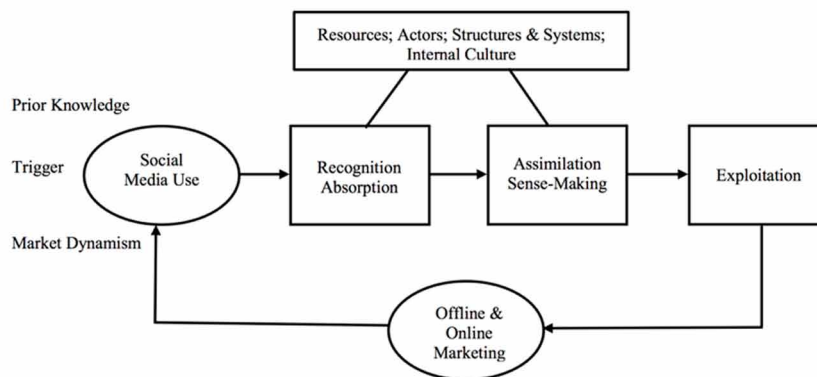 Resources; Actors; Structures & Systems;
Internal Culture
Prior Knowledge
Trigger
Market Dynamism
Social
Media Use
Recognition
Absorption
Assimilation
Sense-Making
Exploitation
Offline &
Online
Marketing